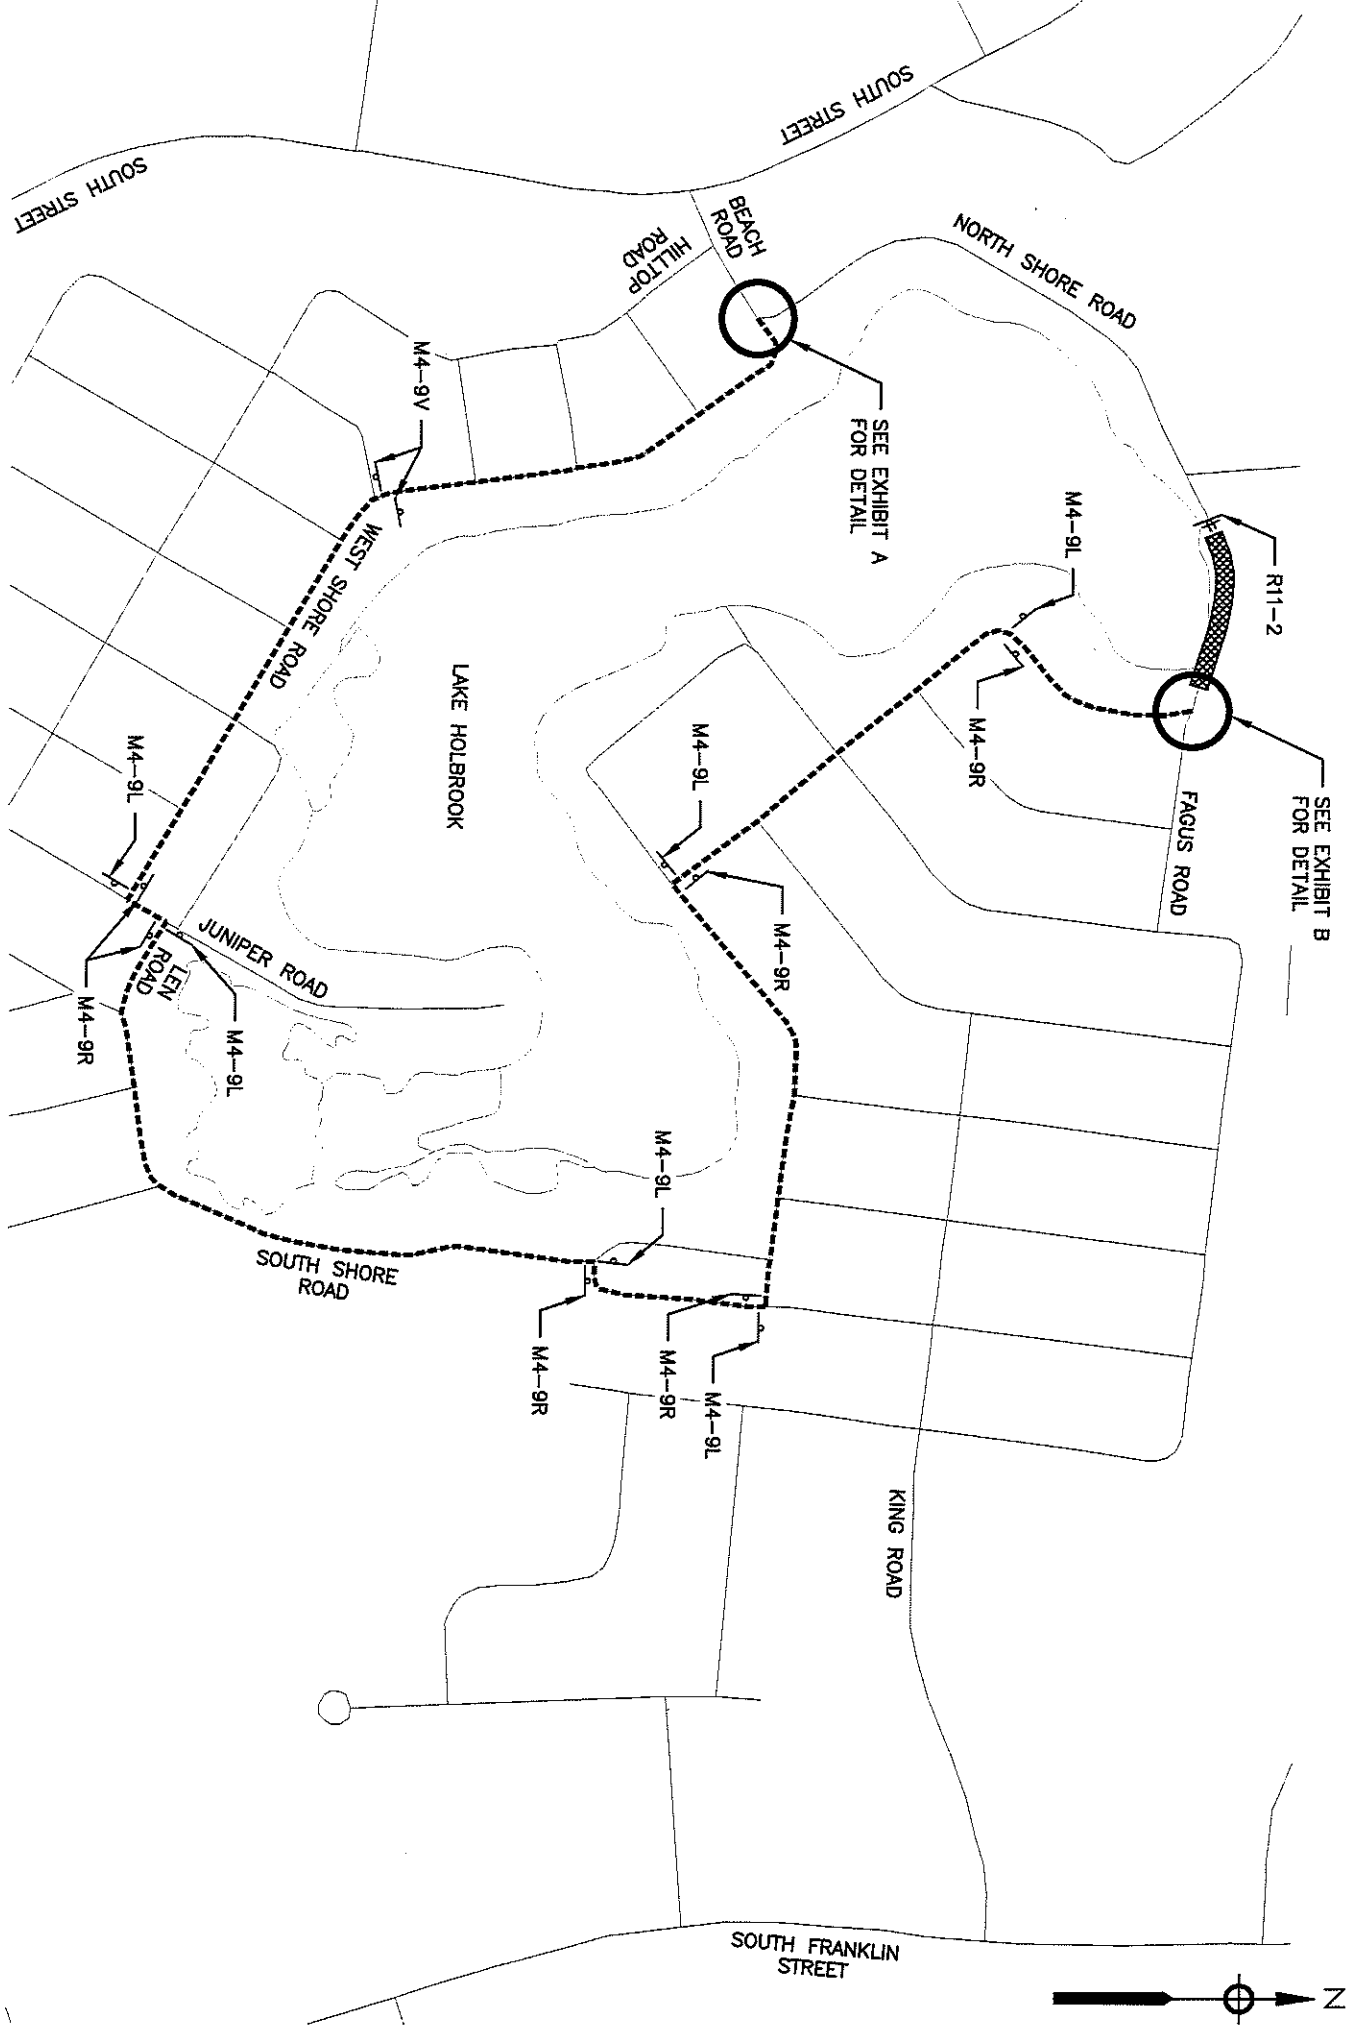 SOUTH STREET
SOUTH STREET
BEACH
ROAD
HILLTOP
ROAD
NORTH SHORE ROAD
SEE EXHIBIT A
FOR DETAIL
M4-9V
WEST SHORE ROAD
LAKE HOLBROOK
M4-9L
M4-9R
R11-2
SEE EXHIBIT B
FOR DETAIL
FAGUS ROAD
M4-9L
M4-9R
M4-9L
JUNIPER ROAD
LEN
ROAD
M4-9R
M4-9L
SOUTH SHORE
ROAD
M4-9L
M4-9R
M4-9R
M4-9L
KING ROAD
SOUTH FRANKLIN
STREET
N